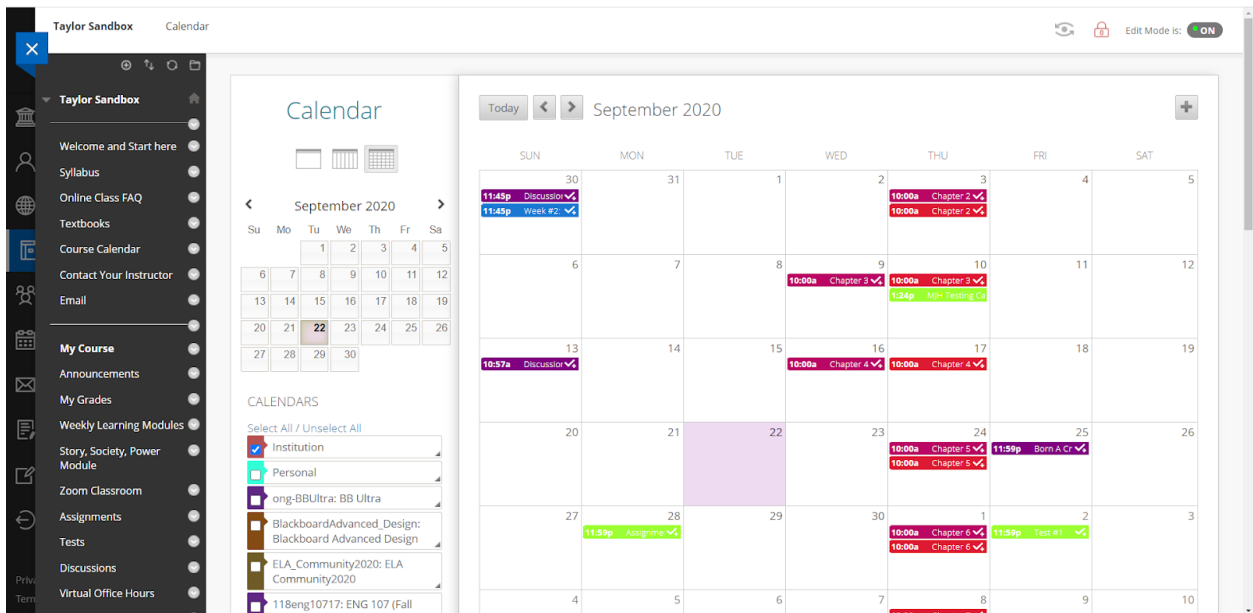 Taylor Sandbox Calendar
Edit Mode is: ON
Taylor Sandbox
Welcome and Start here
Syllabus
Online Class FAQ
Textbooks
Course Calendar
Contact Your Instructor
Email
My Course
Announcements
My Grades
Weekly Learning Modules
Story, Society, Power
Module
Zoom Classroom
Assignments
Tests
Discussions
Virtual Office Hours
Calendar
September 2020
Su Mo Tu We Th Fr Sa
1 2 3 4 5
6 7 8 9 10 11 12
13 14 15 16 17 18 19
20 21 22 23 24 25 26
27 28 29 30
CALENDARS
Select All / Unselect All
Institution
Personal
ong-BBUltra: BB Ultra
BlackboardAdvanced_Design:
Blackboard Advanced Design
ELA_Community2020: ELA
Community2020
118eng10717: ENG 107 (Fall
Today September 2020
SUN MON TUE WED THU FRI SAT
30 31 1 2 3 4 5
11:45p Discussion 10:00a Chapter 2
11:45p Week #2: 10:00a Chapter 2
6 7 8 9 10 11 12
10:00a Chapter 3 10:00a Chapter 3
1:24p MJH Testing Ca
13 14 15 16 17 18 19
10:57a Discussion 10:00a Chapter 4 10:00a Chapter 4
20 21 22 23 24 25 26
10:00a Chapter 5 11:59p Born A Cr
10:00a Chapter 5
27 28 29 30 1 2 3
11:59p Assignme 10:00a Chapter 6 11:59p Test #1
10:00a Chapter 6
4 5 6 7 8 9 10